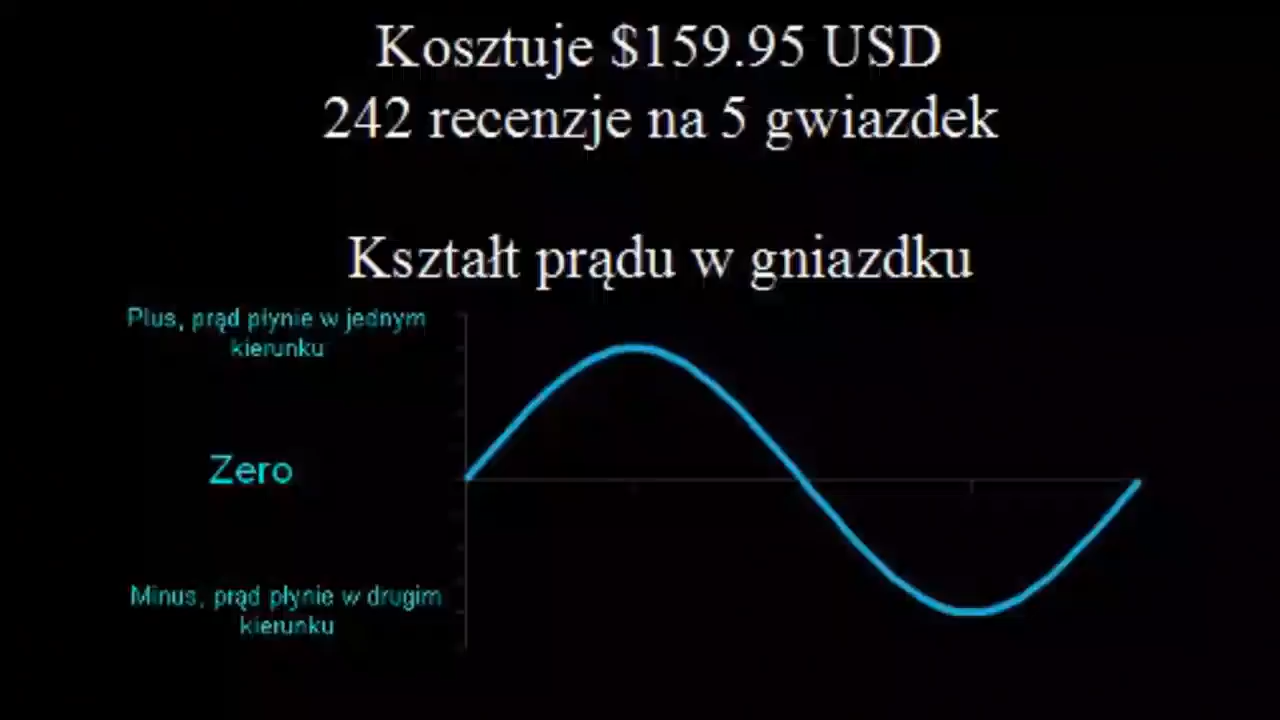 Kosztuje $159.95 USD
242 recenzje na 5 gwiazdek
Kształt prądu w gniazdku
Plus, prąd płynie w jednym
kierunku
Zero
Minus, prąd płynie w drugim
kierunku